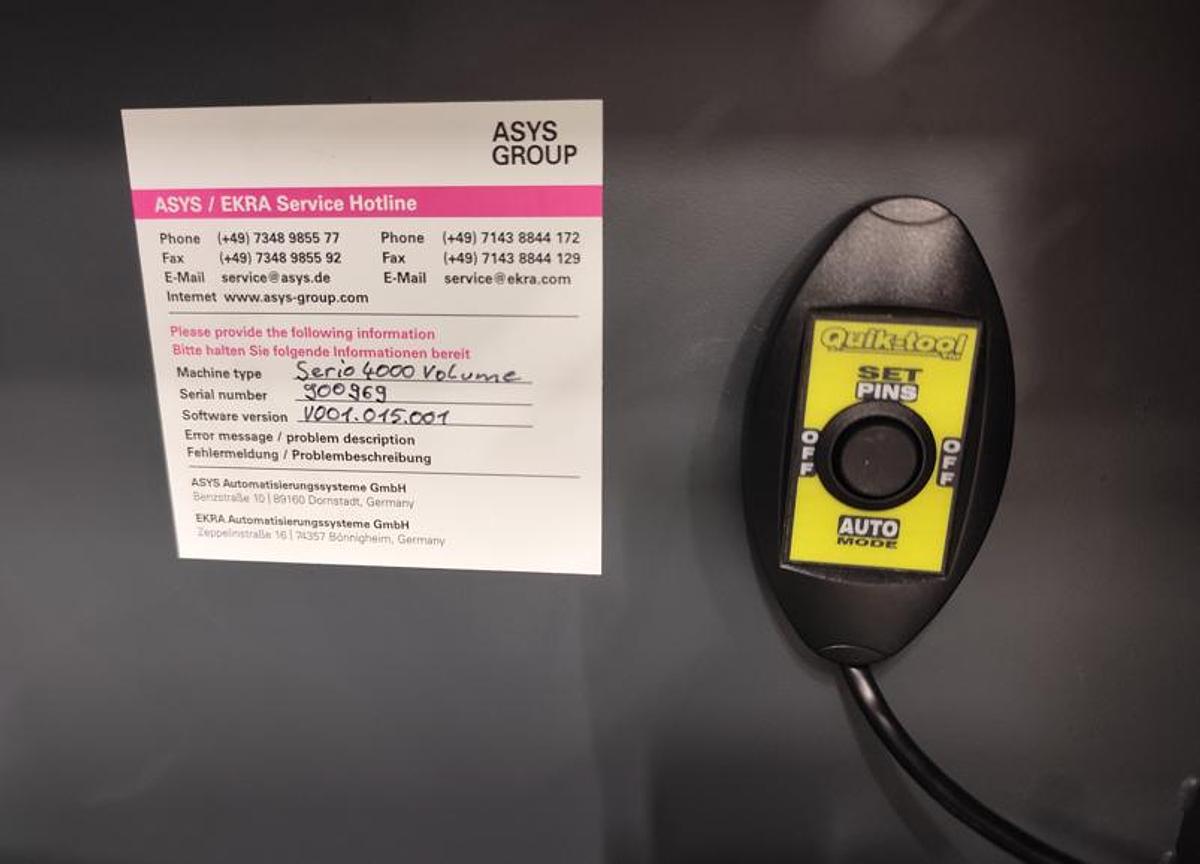 ASYS
GROUP
ASYS / EKRA Service Hotline
Phone (+49) 7348 9855 77 Phone (+49) 7143 8844 172
Fax (+49) 7348 9855 92 Fax (+49) 7143 8844 129
E-Mail service@asys.de E-Mail service@ekra.com
Internet www.asys-group.com
Please provide the following information
Bitte halten Sie folgende Informationen bereit
Machine type Serio 4000 Volume
Serial number 900969
Software version V001.015.001
Error message / problem description
Fehlermeldung / Problembeschreibung
ASYS Automatisierungssysteme GmbH
Benzstraße 10 | 89160 Dornstadt, Germany
EKRA Automatisierungssysteme GmbH
Zeppelinstraße 16 | 74357 Bönnigheim, Germany
Quik-tool
SET
PINS
OFF
OFF
AUTO
MODE